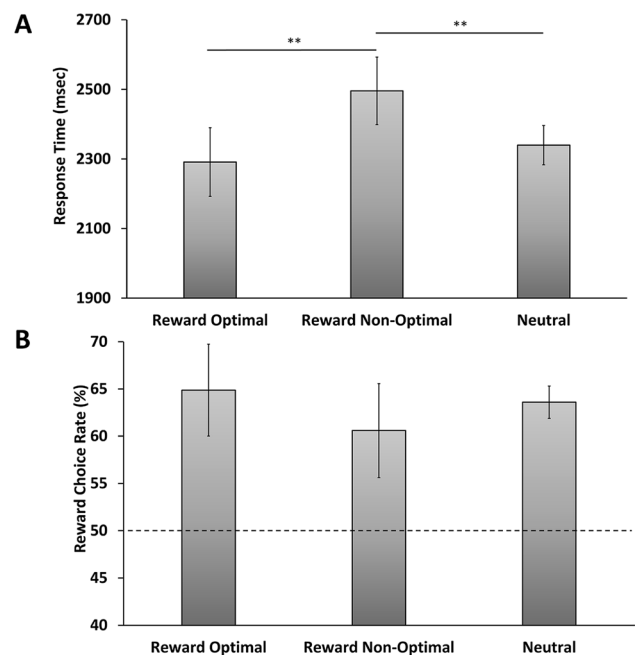 A
2700
** **
2500
2300
2100
1900
Response Time (msec)
Reward Optimal Reward Non-Optimal Neutral
B
70
65
60
55
50
45
40
Reward Choice Rate (%)
Reward Optimal Reward Non-Optimal Neutral